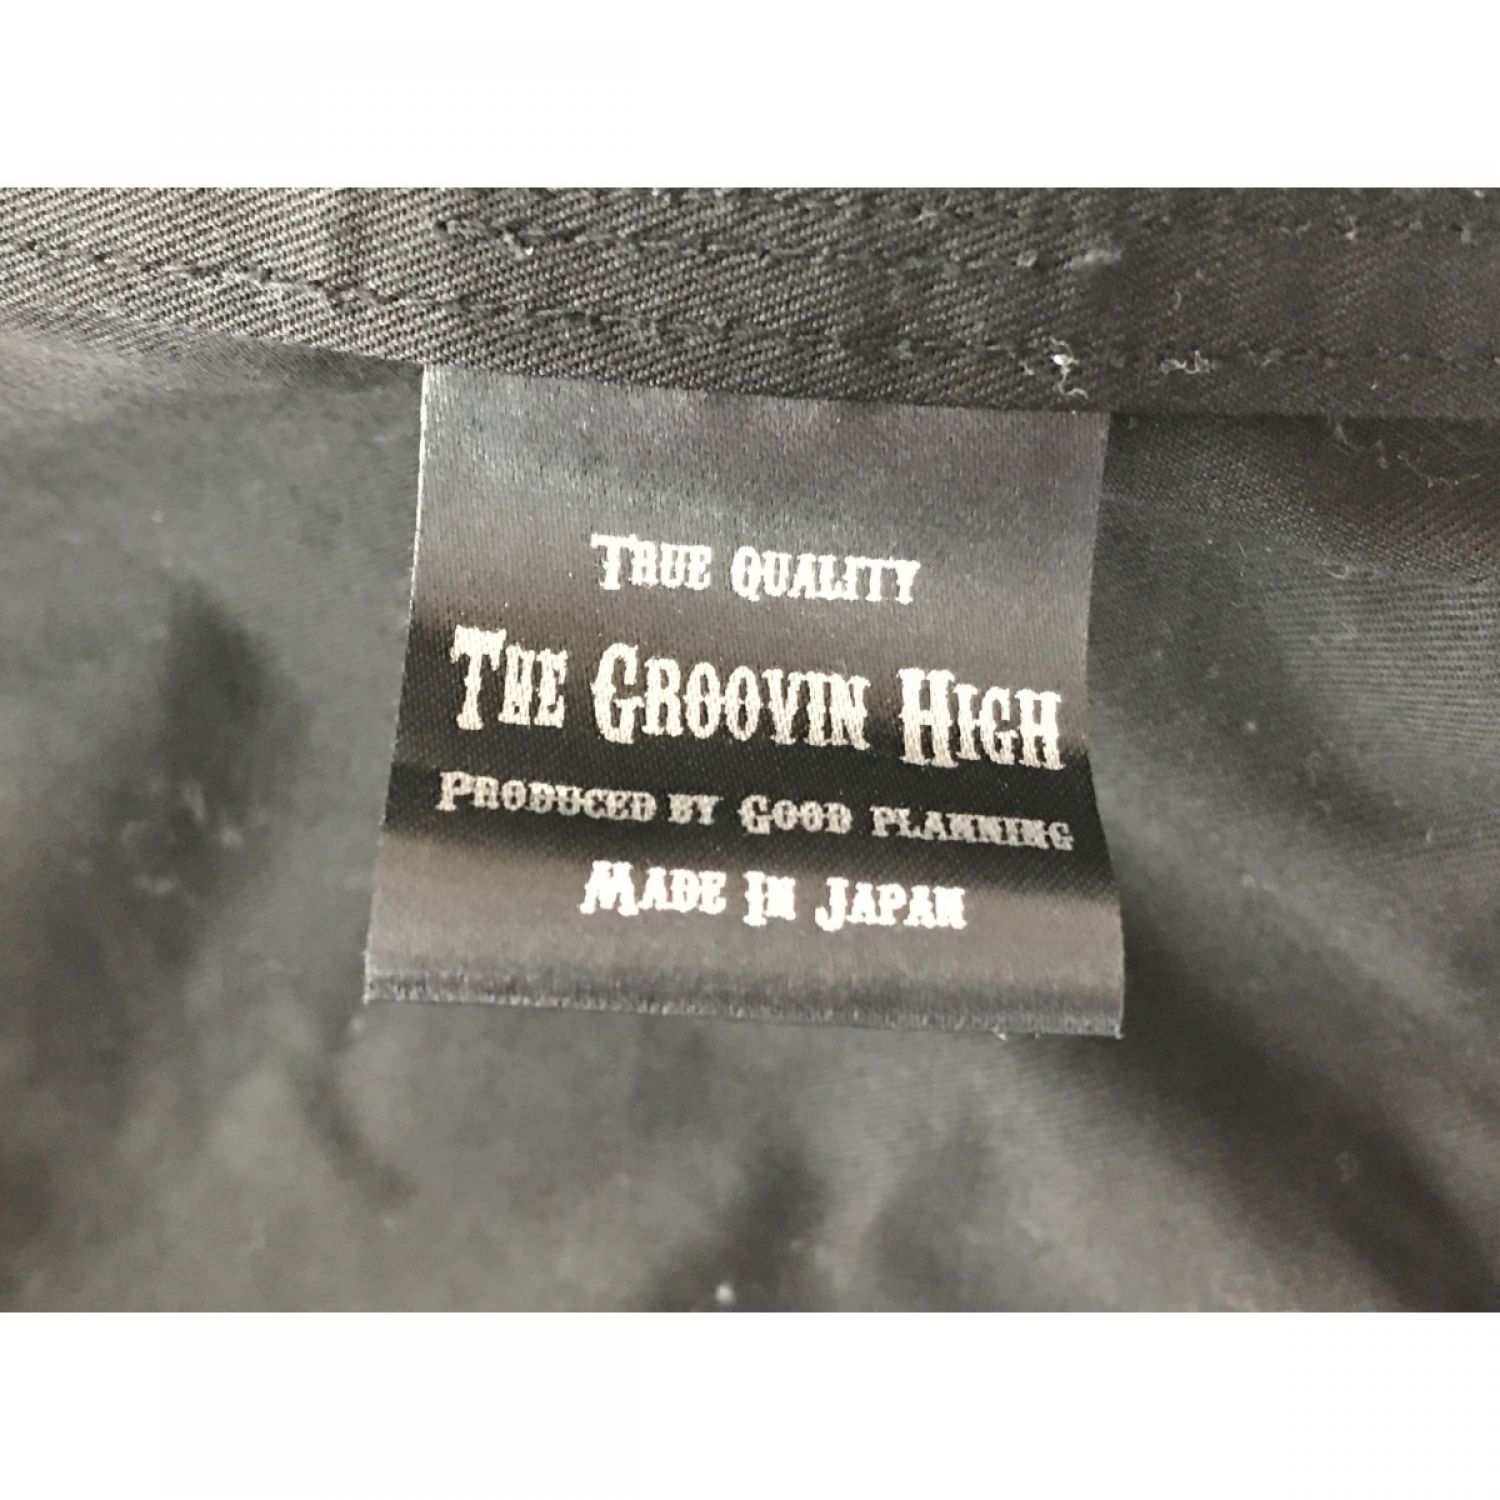 True Quality
The Groovin High
Produced by Good planning
Made In Japan